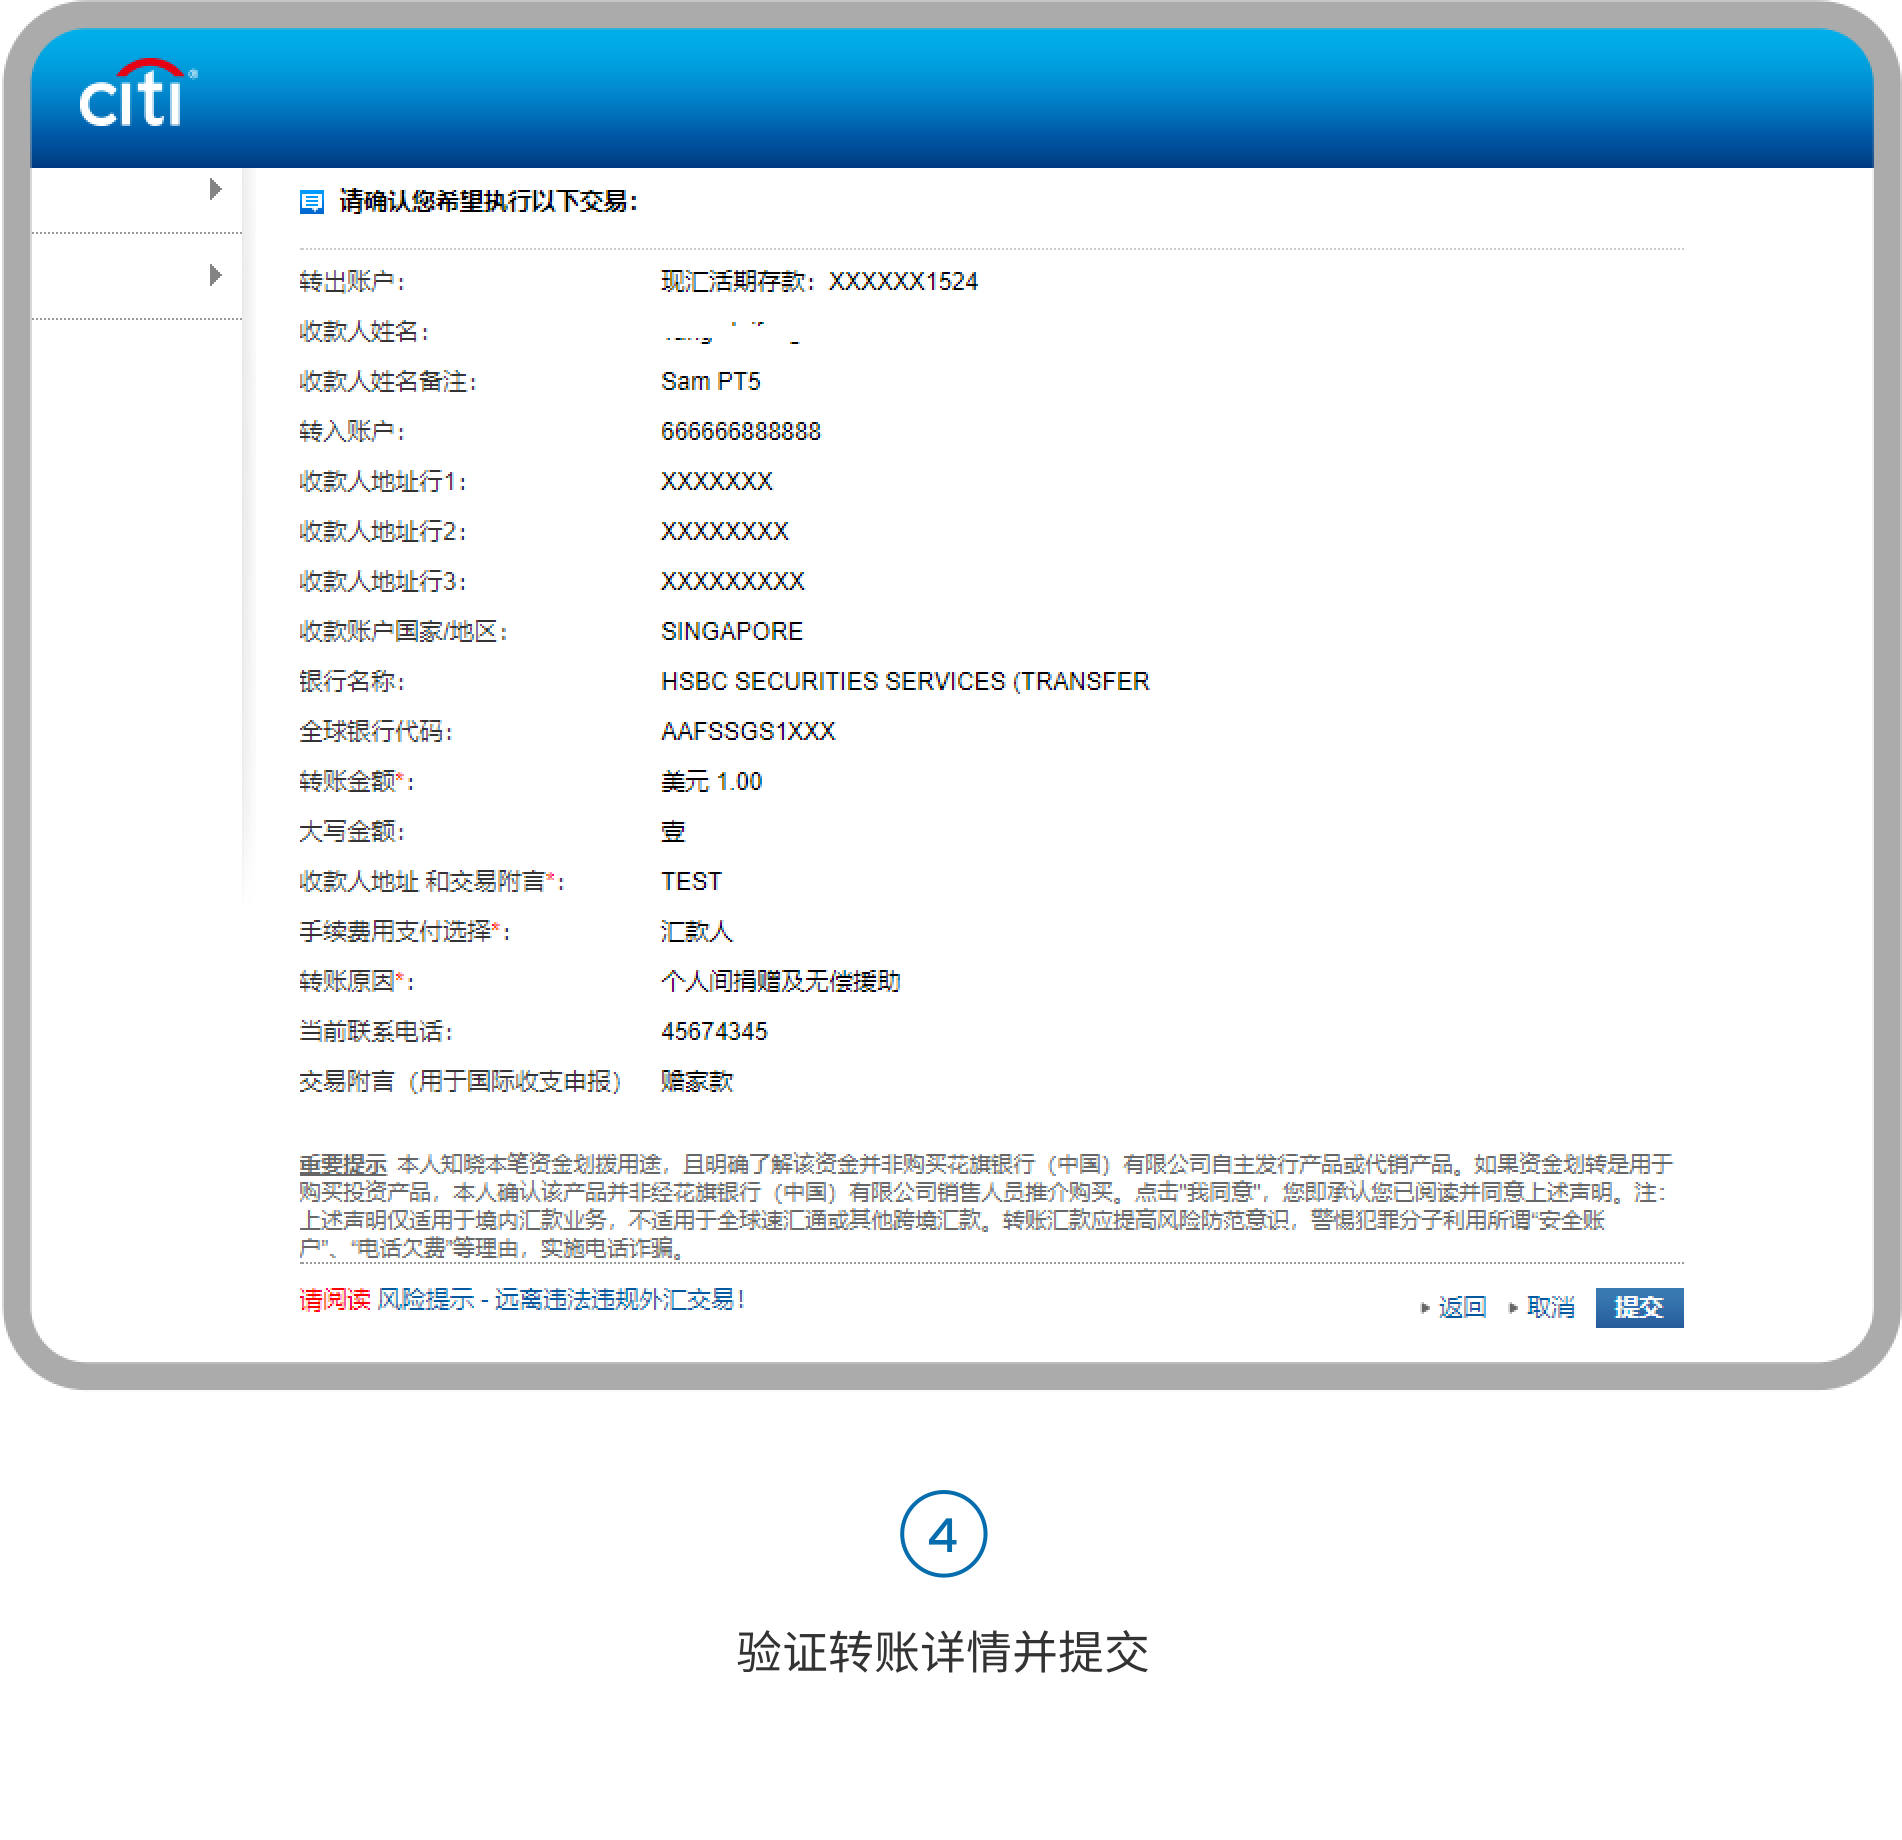 citi®
请确认您希望执行以下交易：
转出账户： 现汇活期存款：XXXXXX1524
收款人姓名：
收款人姓名备注： Sam PT5
转入账户： 666666888888
收款人地址行1： XXXXXXX
收款人地址行2： XXXXXXXX
收款人地址行3： XXXXXXXXX
收款账户国家/地区： SINGAPORE
银行名称： HSBC SECURITIES SERVICES (TRANSFER
全球银行代码： AAFSSGS1XXX
转账金额*： 美元 1.00
大写金额： 壹
收款人地址 和交易附言*： TEST
手续费用支付选择*： 汇款人
转账原因*： 个人间捐赠及无偿援助
当前联系电话： 45674345
交易附言（用于国际收支申报） 赡家款
重要提示 本人知晓本笔资金划拨用途，且明确了解该资金并非购买花旗银行（中国）有限公司自主发行产品或代销产品。如果资金划转是用于
购买投资产品，本人确认该产品并非经花旗银行（中国）有限公司销售人员推介购买。点击"我同意"，您即承认您已阅读并同意上述声明。注：
上述声明仅适用于境内汇款业务，不适用于全球速汇通或其他跨境汇款。转账汇款应提高风险防范意识，警惕犯罪分子利用所谓“安全账
户”、“电话欠费”等理由，实施电话诈骗。
请阅读 风险提示 - 远离违法违规外汇交易！
返回 取消 提交
4
验证转账详情并提交